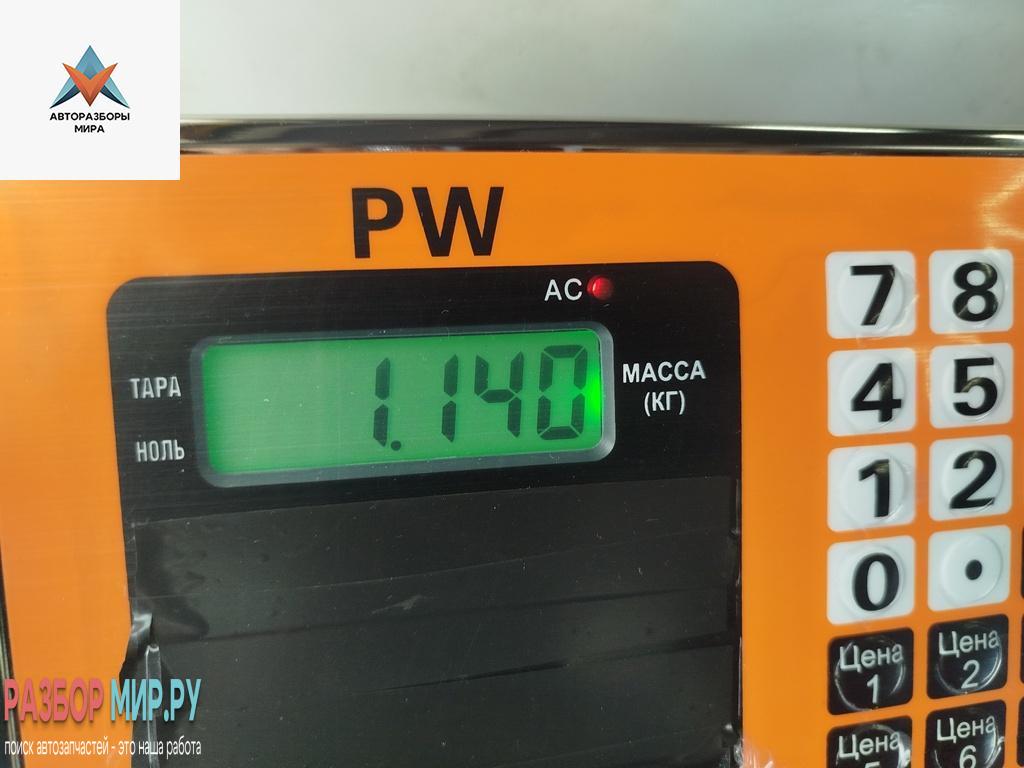 АВТОРАЗБОРЫ
МИРА
PW
AC
7 8
1.140
ТАРА
МАССА
(КГ)
4 5
НОЛЬ
1 2
0 .
Цена
1
Цена
2
РАЗБОР МИР.РУ
поиск автозапчастей - это наша работа
Цена
Цена
6